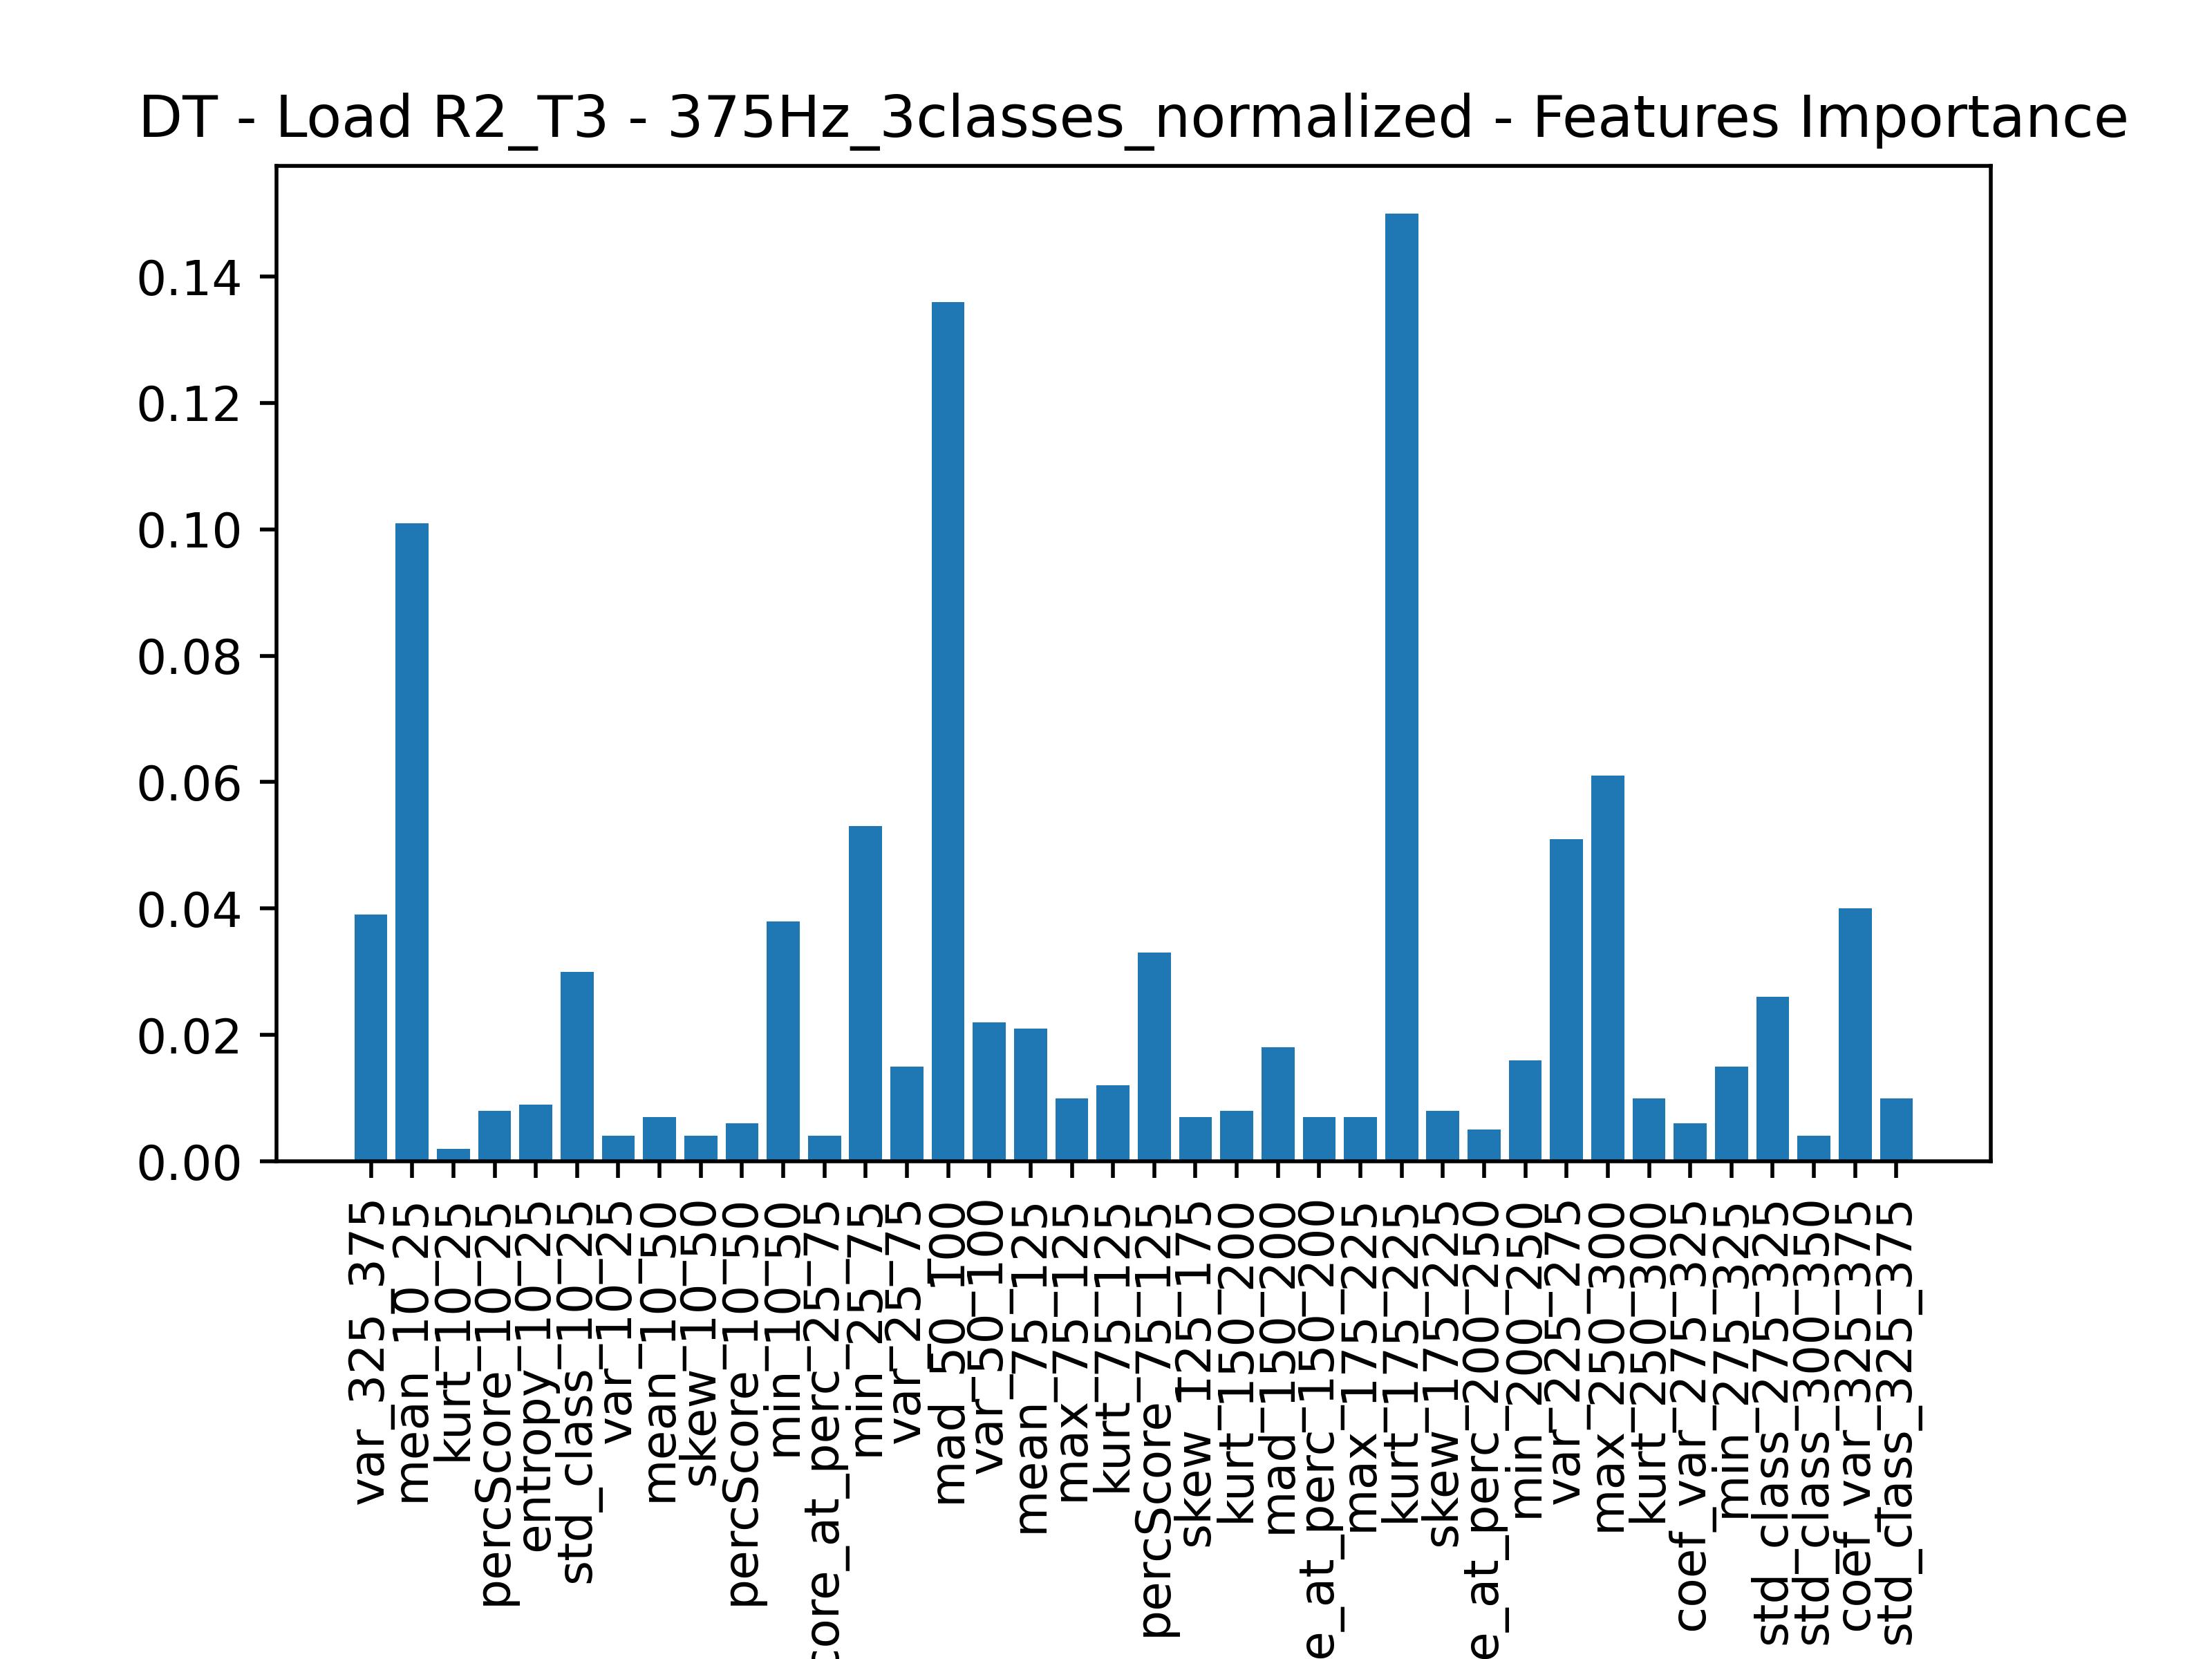 DT - Load R2_T3 - 375Hz_3classes_normalized - Features Importance
0.14
0.12
0.10
0.08
0.06
0.04
0.02
0.00
var_325_375
mean_10_25
kurt_10_25
percScore_10_25
entropy_10_25
std_class_10_25
var_10_25
mean_10_50
skew_10_50
percScore_10_50
min_10_50
core_at_perc_25_75
min_25_75
var_25_75
mad_50_100
var_50_100
mean_75_125
max_75_125
kurt_75_125
percScore_75_125
skew_125_175
kurt_150_200
mad_150_200
e_at_perc_150_200
max_175_225
kurt_175_225
skew_175_225
e_at_perc_200_250
min_200_250
var_225_275
max_250_300
kurt_250_300
coef_var_275_325
min_275_325
std_class_275_325
std_class_300_350
coef_var_325_375
std_class_325_375